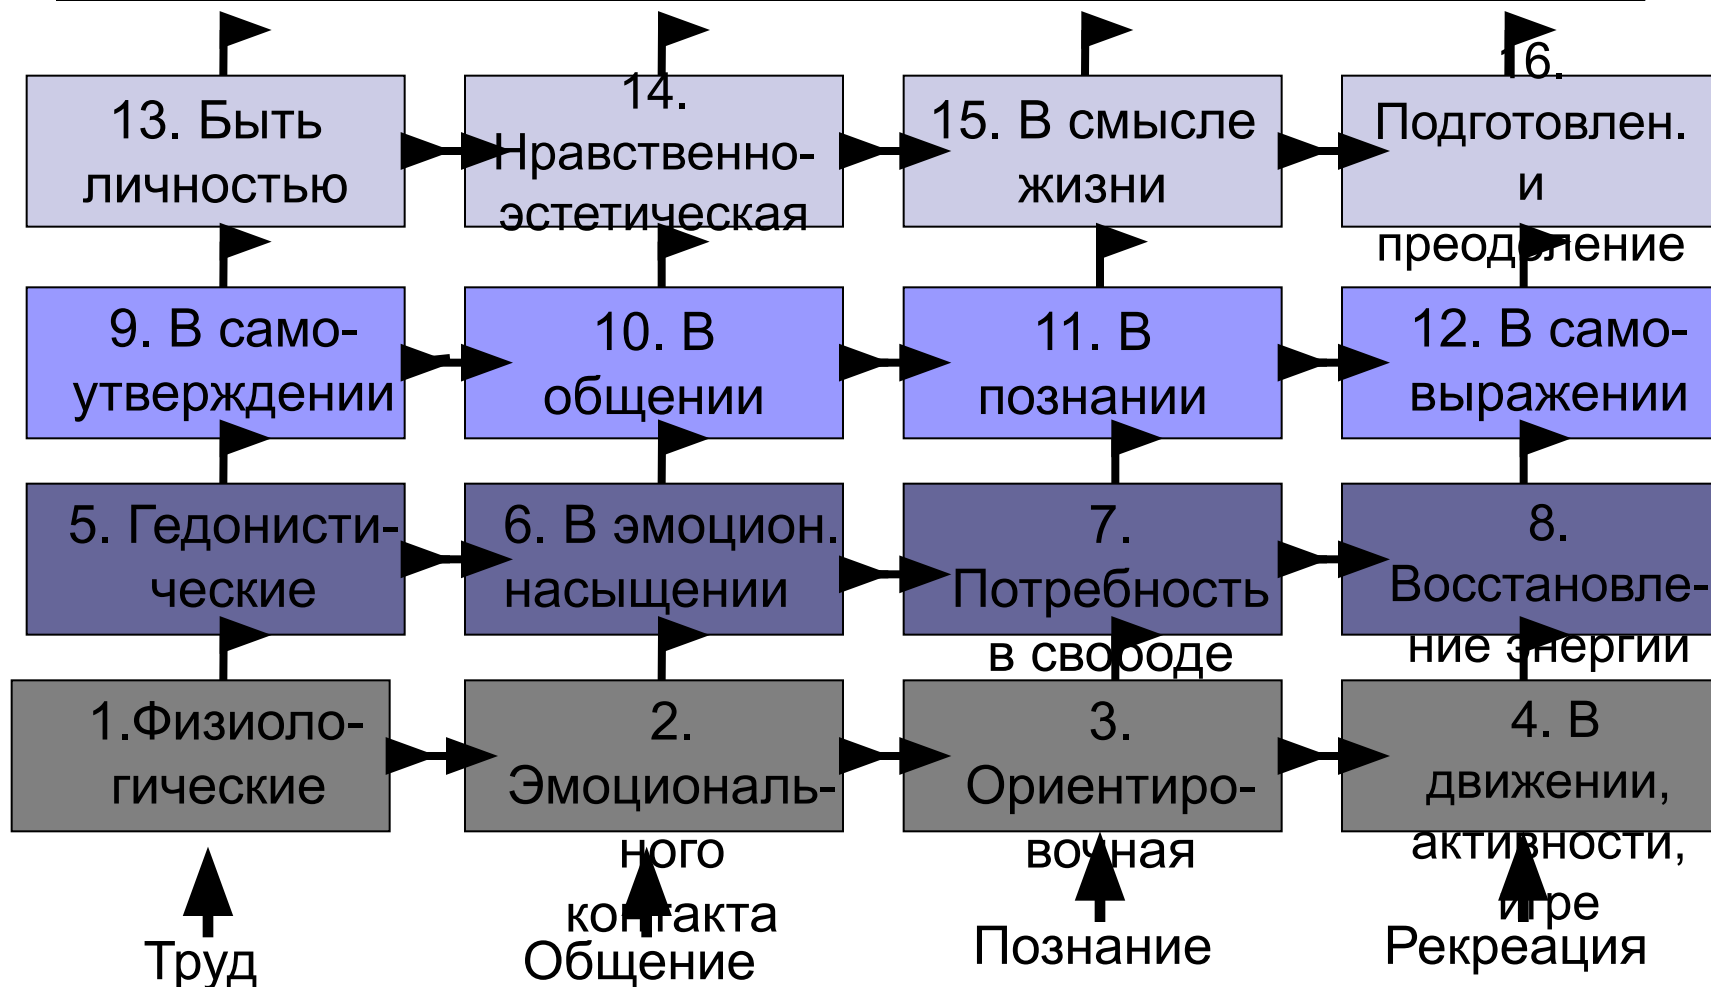 13. Быть
личностью
14.
Нравственно-
эстетическая
15. В смысле
жизни
16.
Подготовлен.
и
преодоление
9. В само-
утверждении
10. В
общении
11. В
познании
12. В само-
выражении
5. Гедонисти-
ческие
6. В эмоцион.
насыщении
7.
Потребность
в свободе
8.
Восстановле-
ние энергии
1.Физиоло-
гические
2.
Эмоциональ-
ного
контакта
3.
Ориентиро-
вочная
4. В
движении,
активности,
игре
Труд
Общение
Познание
Рекреация